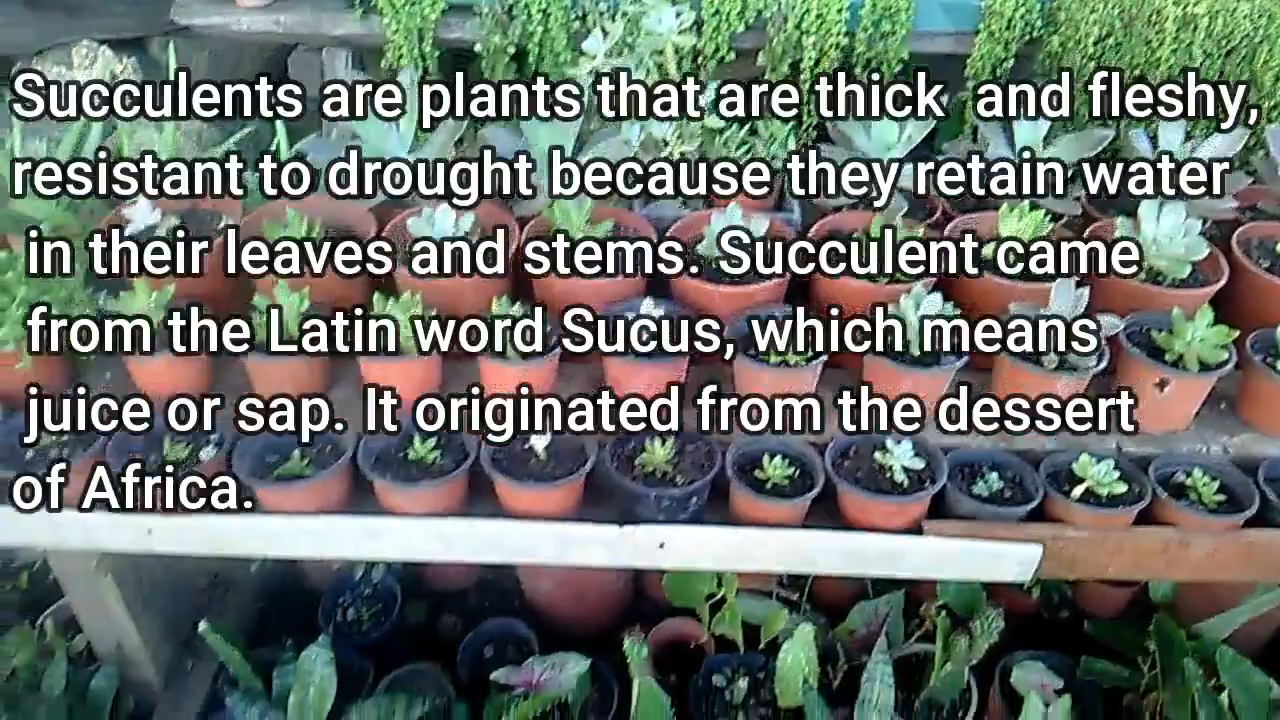 Succulents are plants that are thick  and fleshy,
resistant to drought because they retain water
in their leaves and stems. Succulent came
from the Latin word Sucus, which means
juice or sap. It originated from the dessert
of Africa.